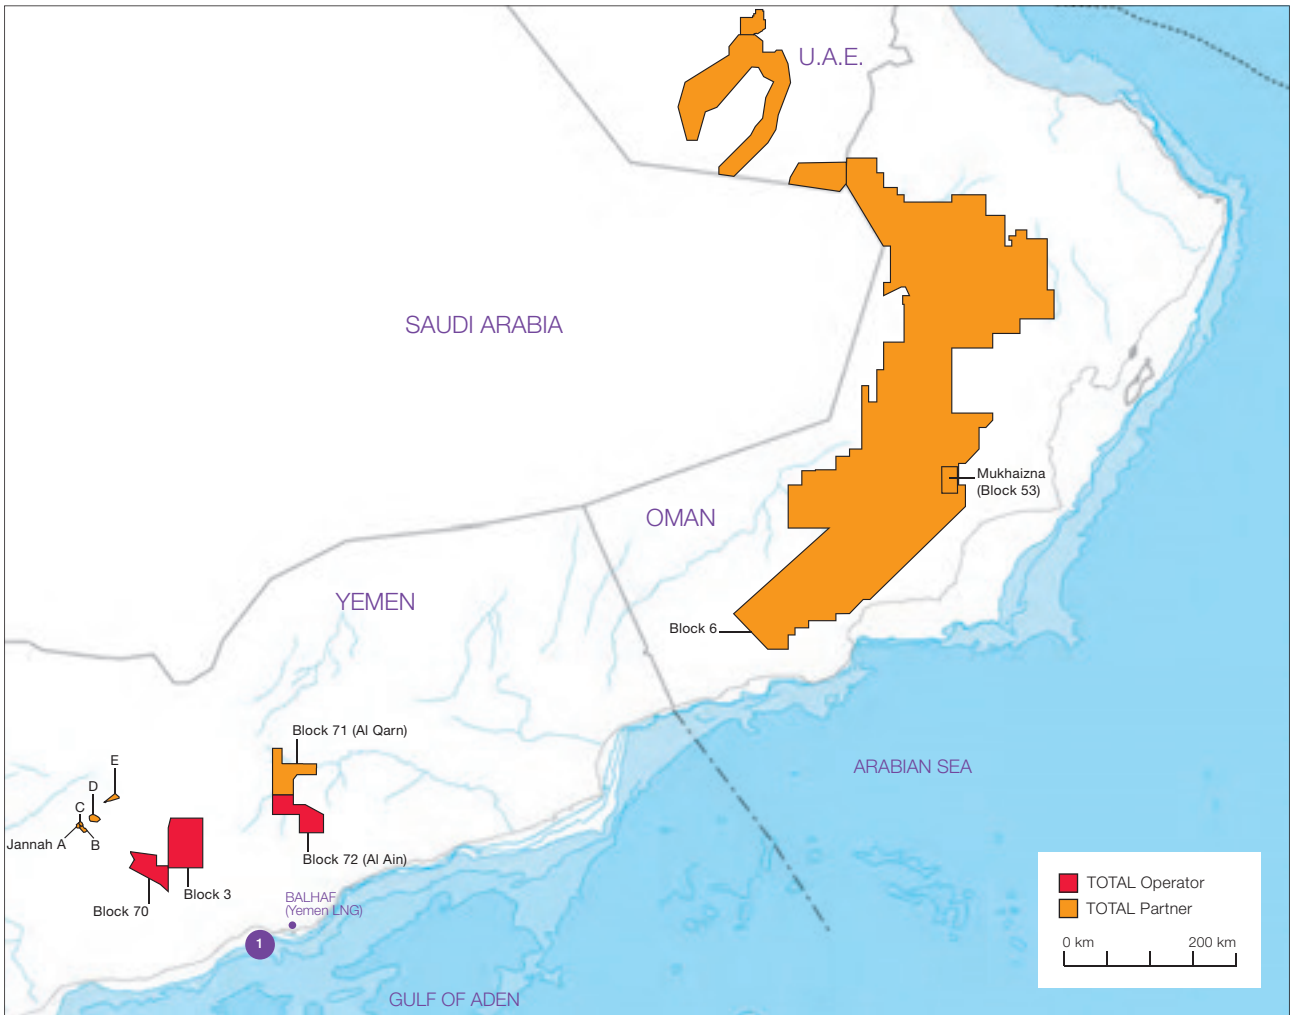 U.A.E.
SAUDI ARABIA
Mukhaizna
(Block 53)
OMAN
YEMEN
Block 6
Block 71 (Al Qarn)
E
ARABIAN SEA
D
C
Jannah A
B
Block 72 (Al Ain)
Block 3
BALHAF
(Yemen LNG)
Block 70
1
GULF OF ADEN
TOTAL Operator
TOTAL Partner
0 km 200 km